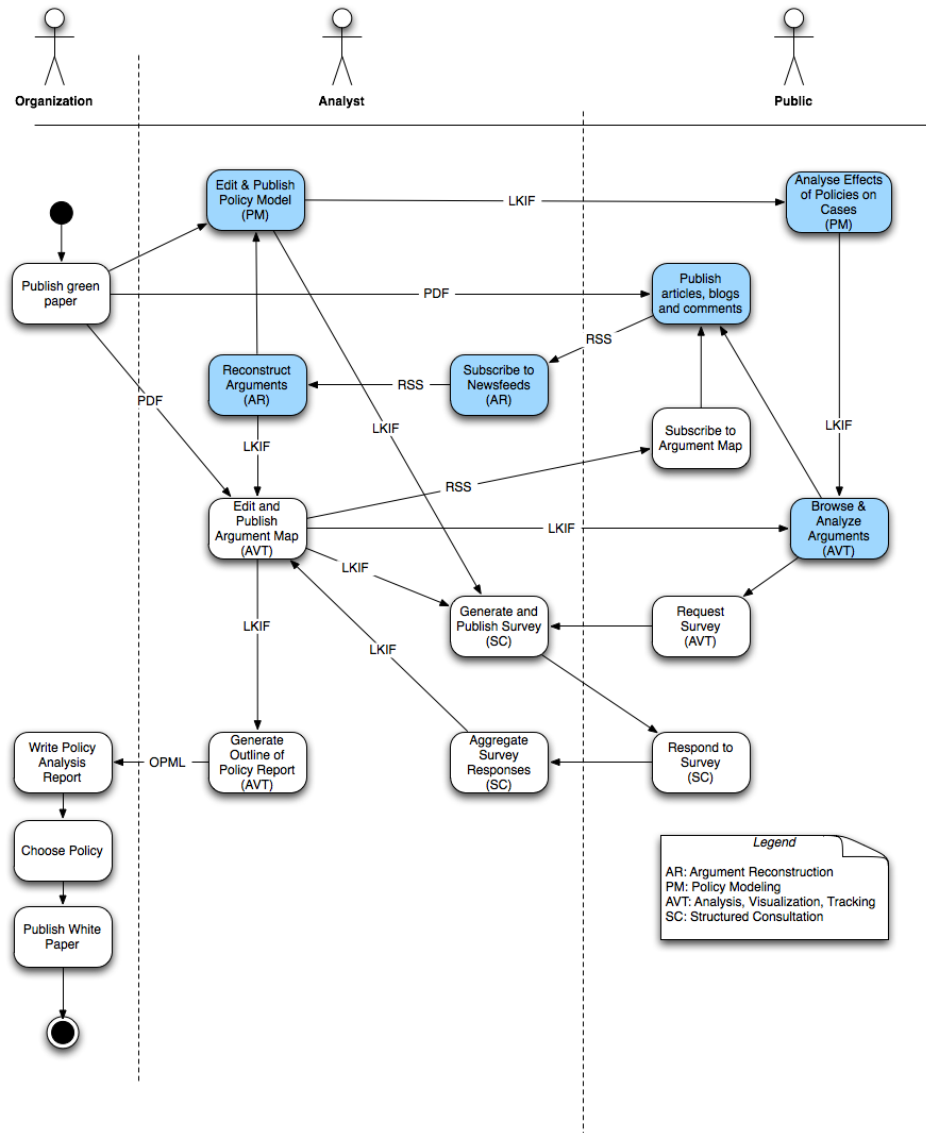 Organization
Analyst
Public
Edit & Publish
Policy Model
(PM)
LKIF
Analyse Effects
of Policies on
Cases
(PM)
Publish green
paper
PDF
Publish
articles, blogs
and comments
RSS
Reconstruct
Arguments
(AR)
RSS
Subscribe to
Newsfeeds
(AR)
PDF
LKIF
LKIF
Subscribe to
Argument Map
LKIF
RSS
Edit and
Publish
Argument Map
(AVT)
LKIF
Browse &
Analyze
Arguments
(AVT)
LKIF
Generate and
Publish Survey
(SC)
Request
Survey
(AVT)
LKIF
LKIF
Write Policy
Analysis
Report
OPML
Generate
Outline of
Policy Report
(AVT)
Aggregate
Survey
Responses
(SC)
Respond to
Survey
(SC)
Choose Policy
Publish White
Paper
Legend
AR: Argument Reconstruction
PM: Policy Modeling
AVT: Analysis, Visualization, Tracking
SC: Structured Consultation